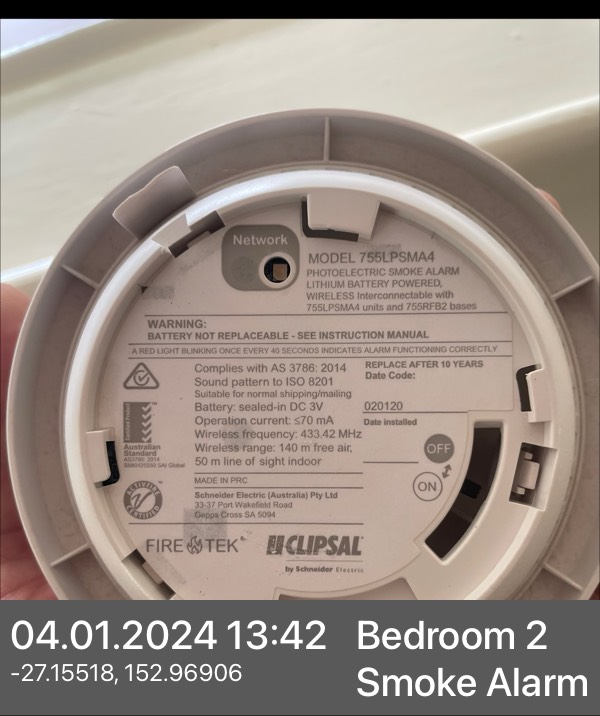 Network
MODEL 755LPSMA4
PHOTOELECTRIC SMOKE ALARM
LITHIUM BATTERY POWERED,
WIRELESS Interconnectable with
755LPSMA4 units and 755RFB2 bases
WARNING:
BATTERY NOT REPLACEABLE - SEE INSTRUCTION MANUAL
A RED LIGHT BLINKING ONCE EVERY 40 SECONDS INDICATES ALARM FUNCTIONING CORRECTLY
Complies with AS 3786: 2014
Sound pattern to ISO 8201
Suitable for normal shipping/mailing
Battery: sealed-in DC 3V
Operation current: ≤70 mA
Wireless frequency: 433.42 MHz
Wireless range: 140 m free air,
50 m line of sight indoor
REPLACE AFTER 10 YEARS
Date Code:
020120
Date installed
OFF
ON
Australian
Standard
AS3786: 2014
SAI Global
MADE IN PRC
Schneider Electric (Australia) Pty Ltd
33-37 Port Wakefield Road
Gepps Cross SA 5094
ACTIVFIRE
CERTIFIED
FIRE TEK
CLIPSAL
by Schneider Electric
04.01.2024 13:42
-27.15518, 152.96906
Bedroom 2
Smoke Alarm